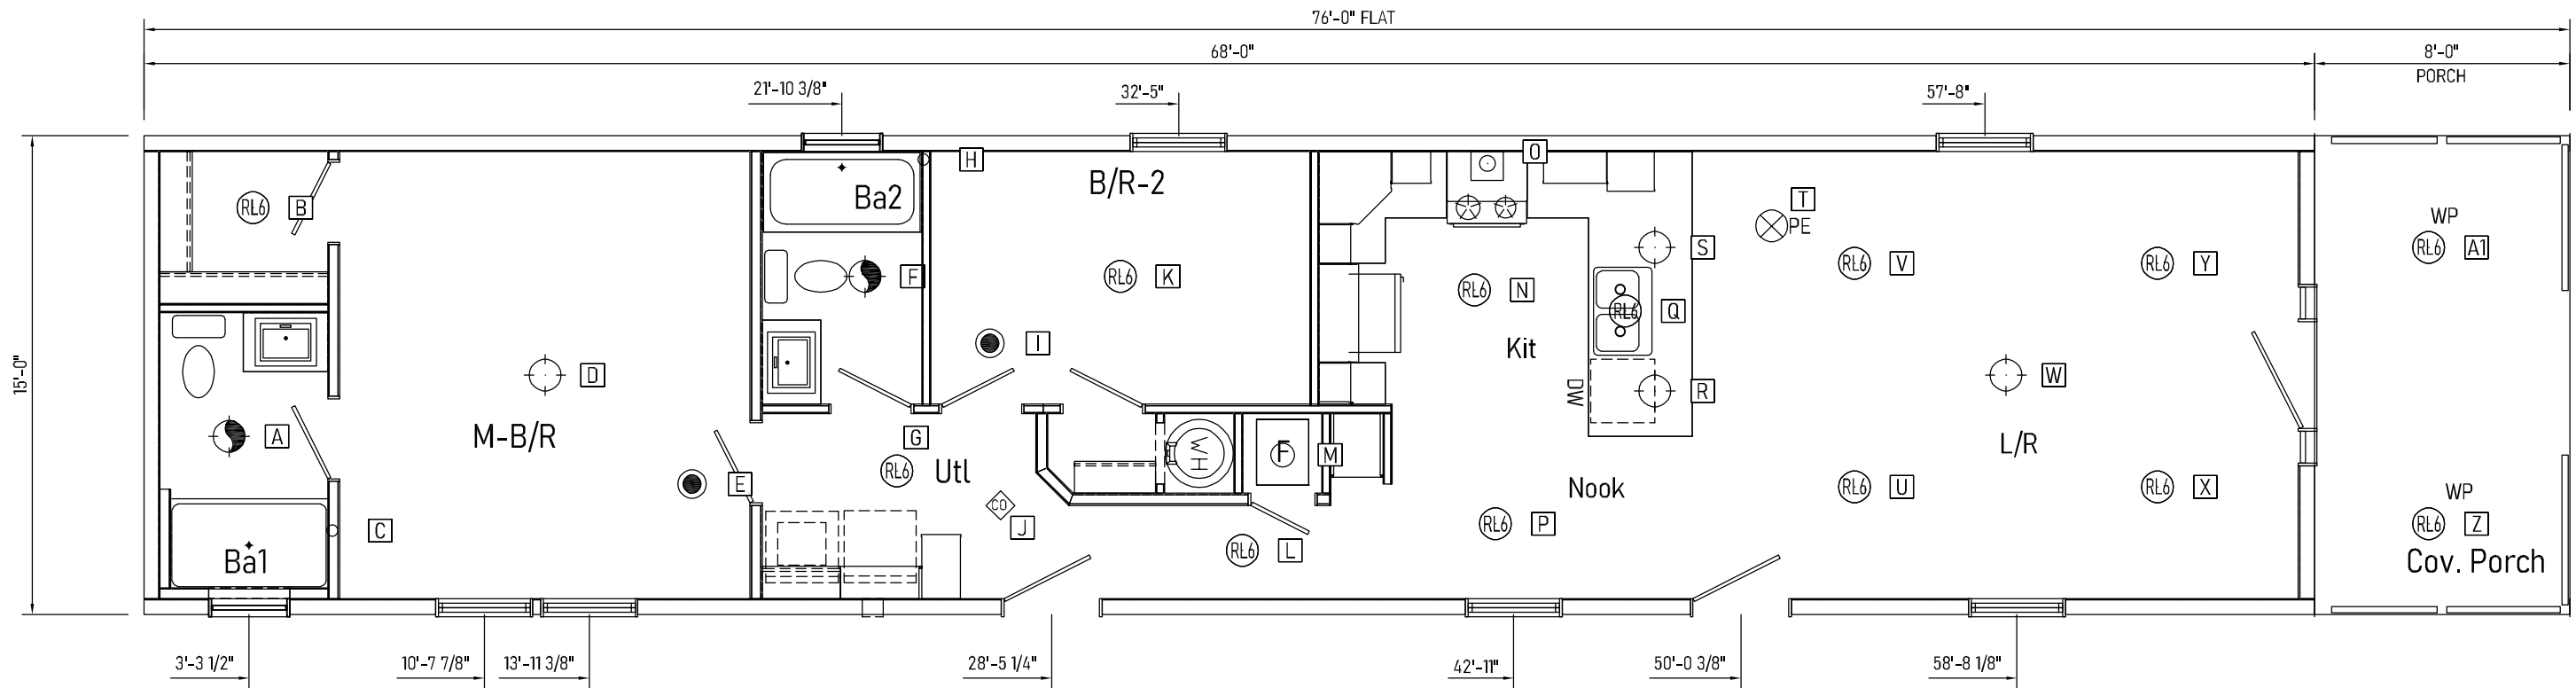 76'-0" FLAT
68'-0"
8'-0"
PORCH
21'-10 3/8"
32'-5"
57'-8"
15'-0"
H
O
B/R-2
Ba2
RL6
B
T
PE
WP
RL6
A1
S
RL6
V
RL6
Y
F
RL6
K
RL6
N
RL6
Q
I
Kit
D
W
DW
R
A
M-B/R
G
L/R
RL6
Utl
WH
F
M
E
Nook
RL6
U
RL6
X
WP
CO
J
C
RL6
P
RL6
Z
RL6
L
Ba1
Cov. Porch
3'-3 1/2"
10'-7 7/8"
13'-11 3/8"
28'-5 1/4"
42'-11"
50'-0 3/8"
58'-8 1/8"